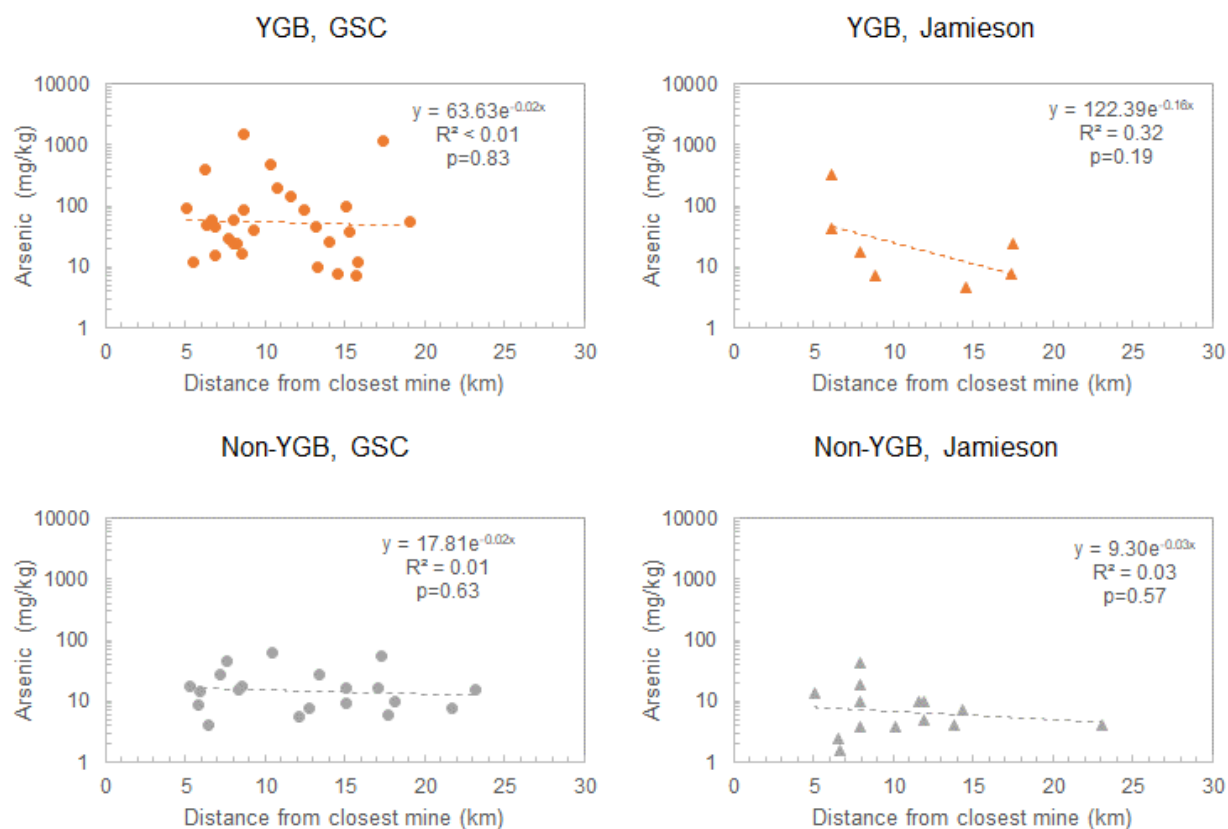 YGB, GSC
10000
1000
100
10
1
Arsenic (mg/kg)
y = 63.63e^-0.02x
R² < 0.01
p=0.83
0 5 10 15 20 25 30
Distance from closest mine (km)
YGB, Jamieson
10000
1000
100
10
1
Arsenic (mg/kg)
y = 122.39e^-0.16x
R² = 0.32
p=0.19
0 5 10 15 20 25 30
Distance from closest mine (km)
Non-YGB, GSC
10000
1000
100
10
1
Arsenic (mg/kg)
y = 17.81e^-0.02x
R² = 0.01
p=0.63
0 5 10 15 20 25 30
Distance from closest mine (km)
Non-YGB, Jamieson
10000
1000
100
10
1
Arsenic (mg/kg)
y = 9.30e^-0.03x
R² = 0.03
p=0.57
0 5 10 15 20 25 30
Distance from closest mine (km)